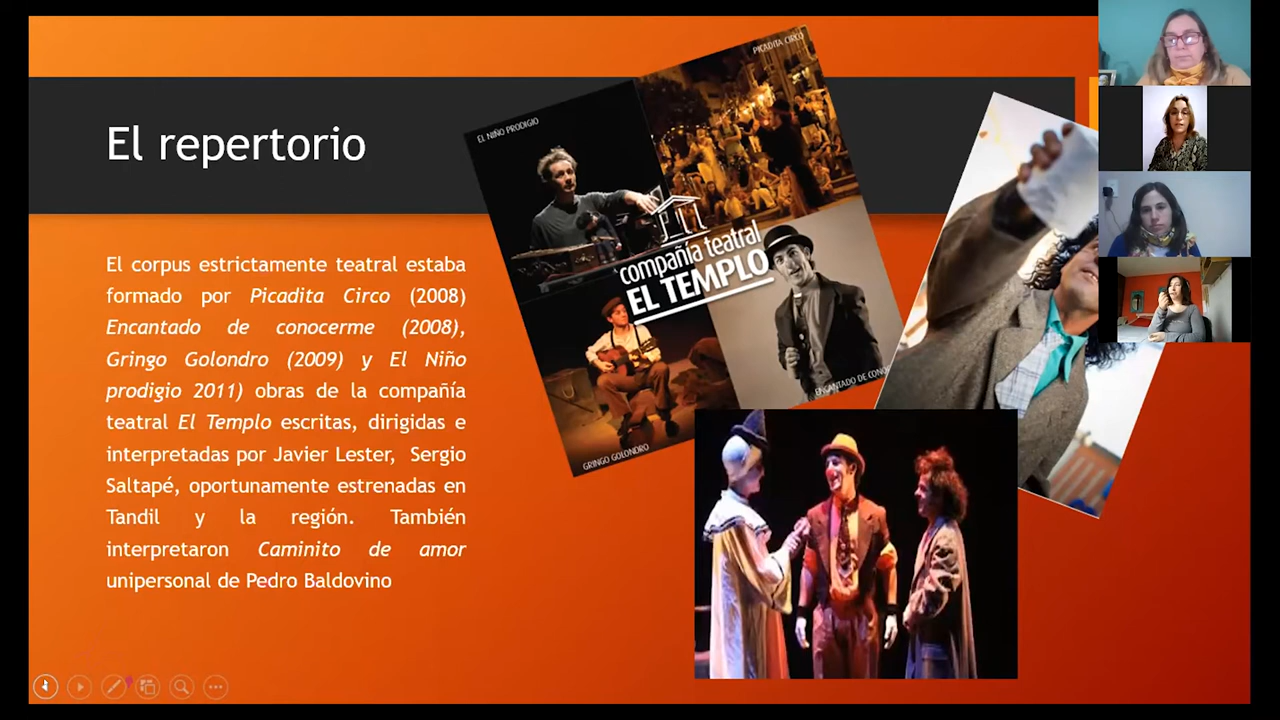 El repertorio
El corpus estrictamente teatral estaba
formado por Picadita Circo (2008)
Encantado de conocerme (2008),
Gringo Golondro (2009) y El Niño
prodigio 2011) obras de la compañía
teatral El Templo escritas, dirigidas e
interpretadas por Javier Lester, Sergio
Saltapé, oportunamente estrenadas en
Tandil y la región. También
interpretaron Caminito de amor
unipersonal de Pedro Baldovino
EL NIÑO PRODIGIO
PICADITA CIRCO
compañía teatral
EL TEMPLO
GRINGO GOLONDRO
ENCANTADO DE